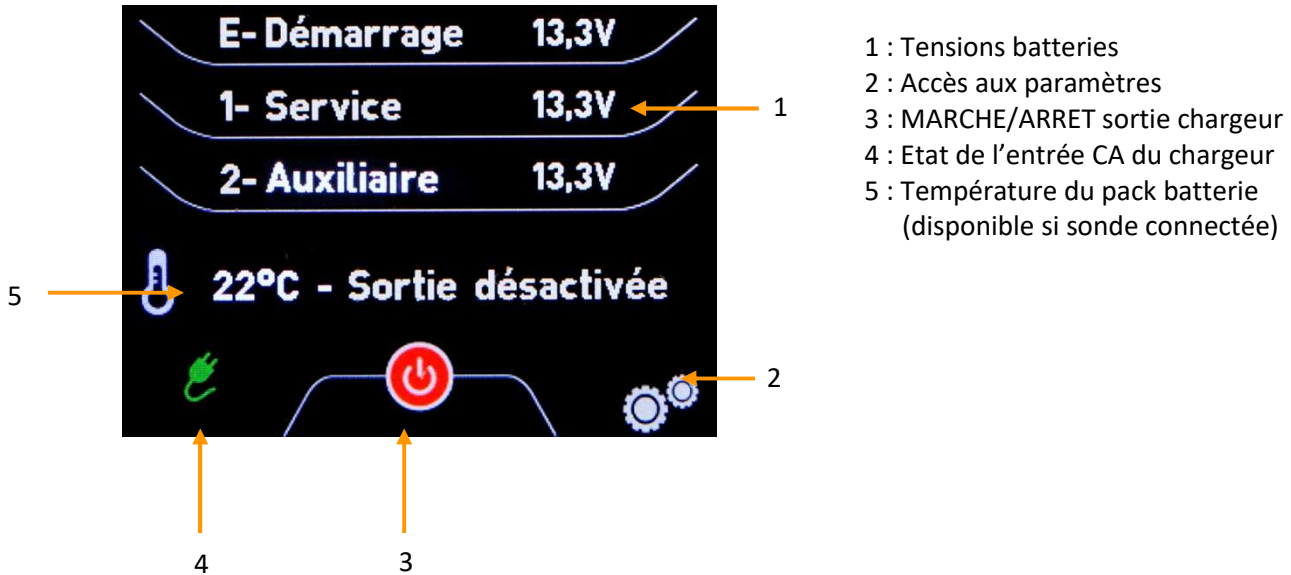 E- Démarrage 13,3V
1- Service 13,3V
2- Auxiliaire 13,3V
22°C - Sortie désactivée
1
2
3
4
5
1 : Tensions batteries
2 : Accès aux paramètres
3 : MARCHE/ARRET sortie chargeur
4 : Etat de l’entrée CA du chargeur
5 : Température du pack batterie
(disponible si sonde connectée)